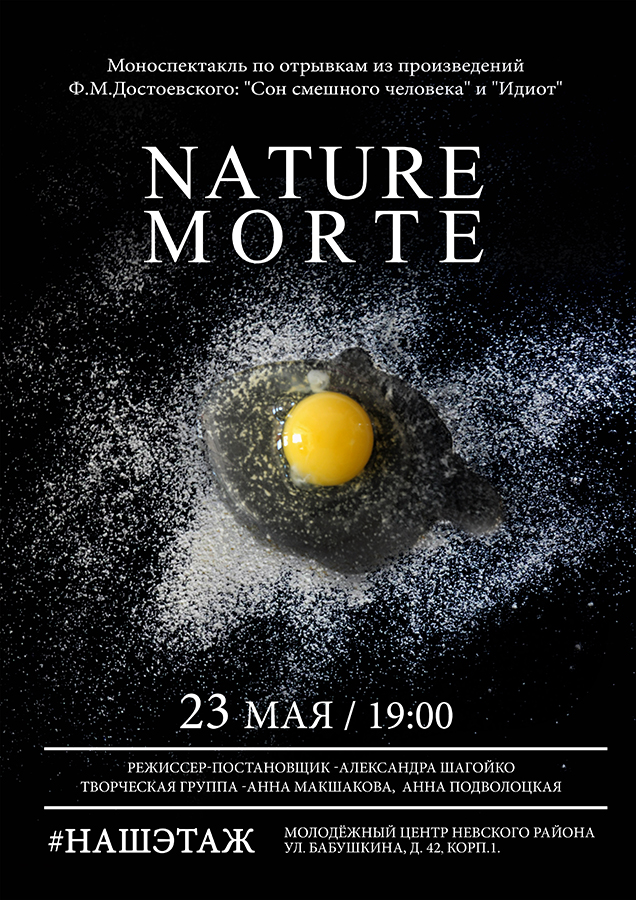 Моноспектакль по отрывкам из произведений
Ф.М.Достоевского: "Сон смешного человека" и "Идиот"
NATURE
MORTE
23 МАЯ / 19:00
РЕЖИССЕР-ПОСТАНОВЩИК -АЛЕКСАНДРА ШАГОЙКО
ТВОРЧЕСКАЯ ГРУППА -АННА МАКШАКОВА, АННА ПОДВОЛОЦКАЯ
#НАШЭТАЖ
МОЛОДЁЖНЫЙ ЦЕНТР НЕВСКОГО РАЙОНА
УЛ. БАБУШКИНА, Д. 42, КОРП.1.